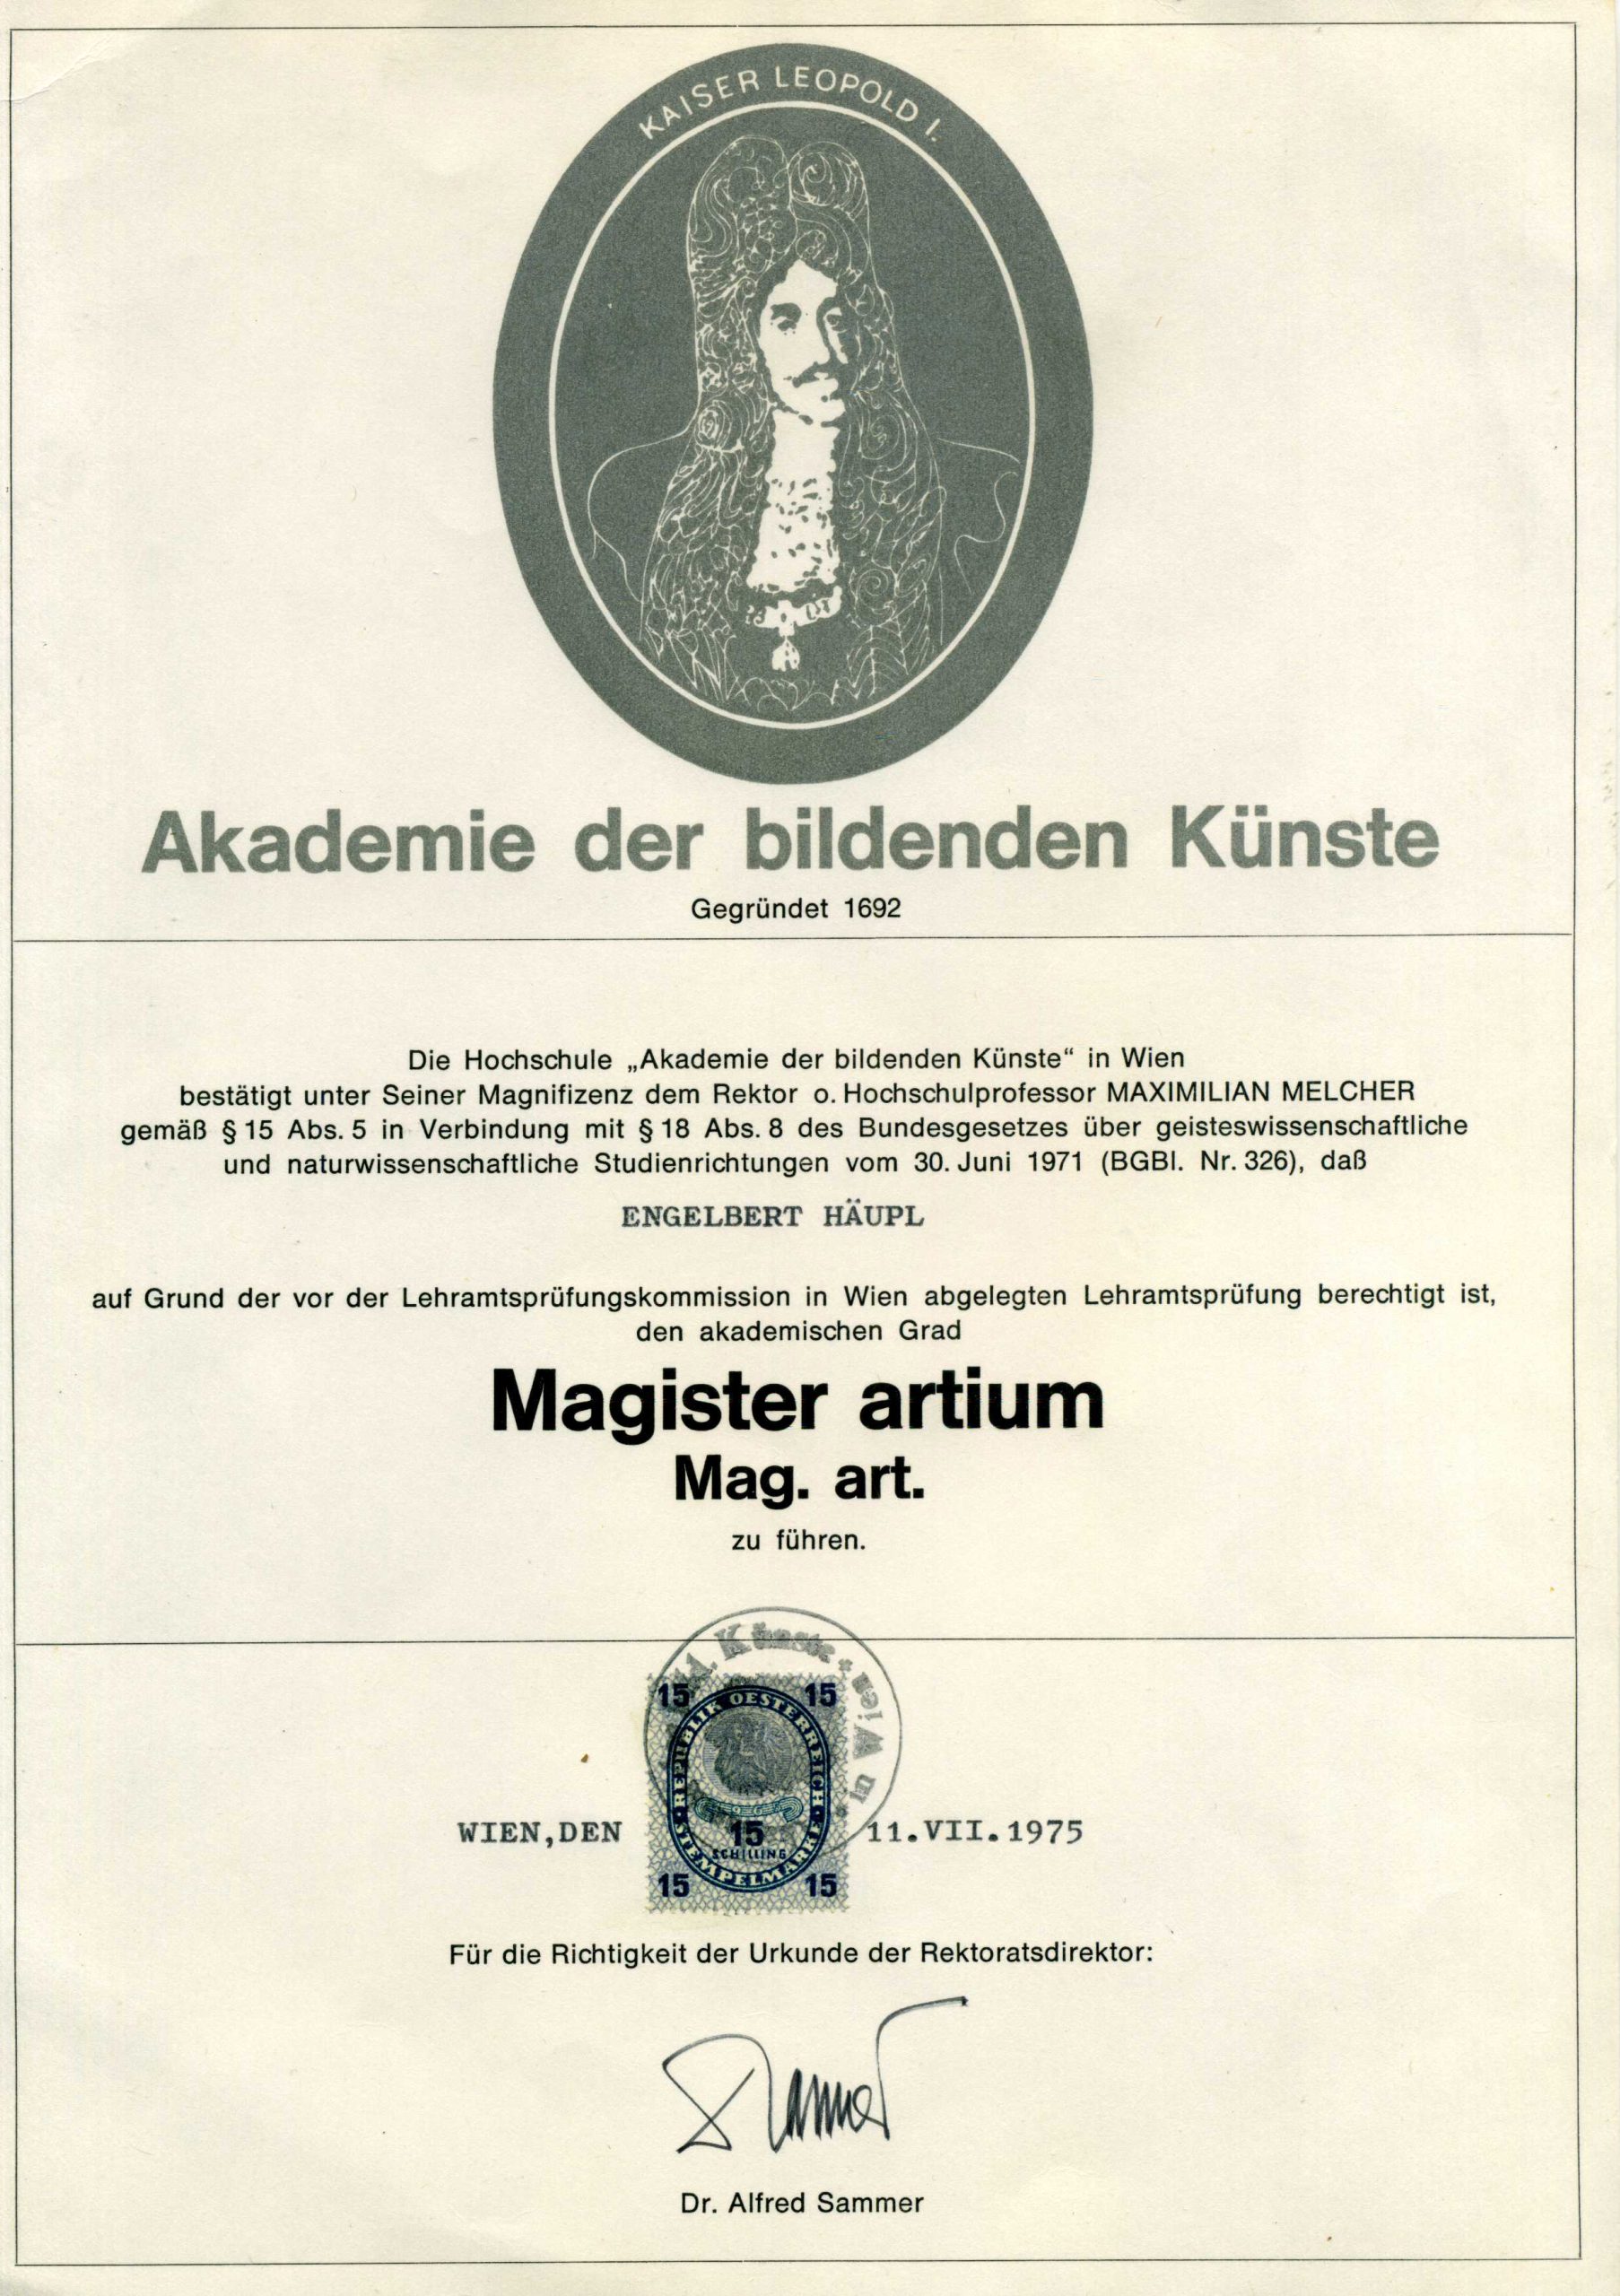 KAISER LEOPOLD I.
Akademie der bildenden Künste
Gegründet 1692
Die Hochschule „Akademie der bildenden Künste“ in Wien
bestätigt unter Seiner Magnifizenz dem Rektor o. Hochschulprofessor MAXIMILIAN MELCHER
gemäß § 15 Abs. 5 in Verbindung mit § 18 Abs. 8 des Bundesgesetzes über geisteswissenschaftliche
und naturwissenschaftliche Studienrichtungen vom 30. Juni 1971 (BGBl. Nr. 326), daß
ENGELBERT HÄUPL
auf Grund der vor der Lehramtsprüfungskommission in Wien abgelegten Lehramtsprüfung berechtigt ist,
den akademischen Grad
Magister artium
Mag. art.
zu führen.
Künste * in Wien
15 15
REPUBLIK OESTERREICH
15
SCHILLING
STEMPELMARKE
15 15
WIEN,DEN 11.VII.1975
Für die Richtigkeit der Urkunde der Rektoratsdirektor:
Sammer
Dr. Alfred Sammer